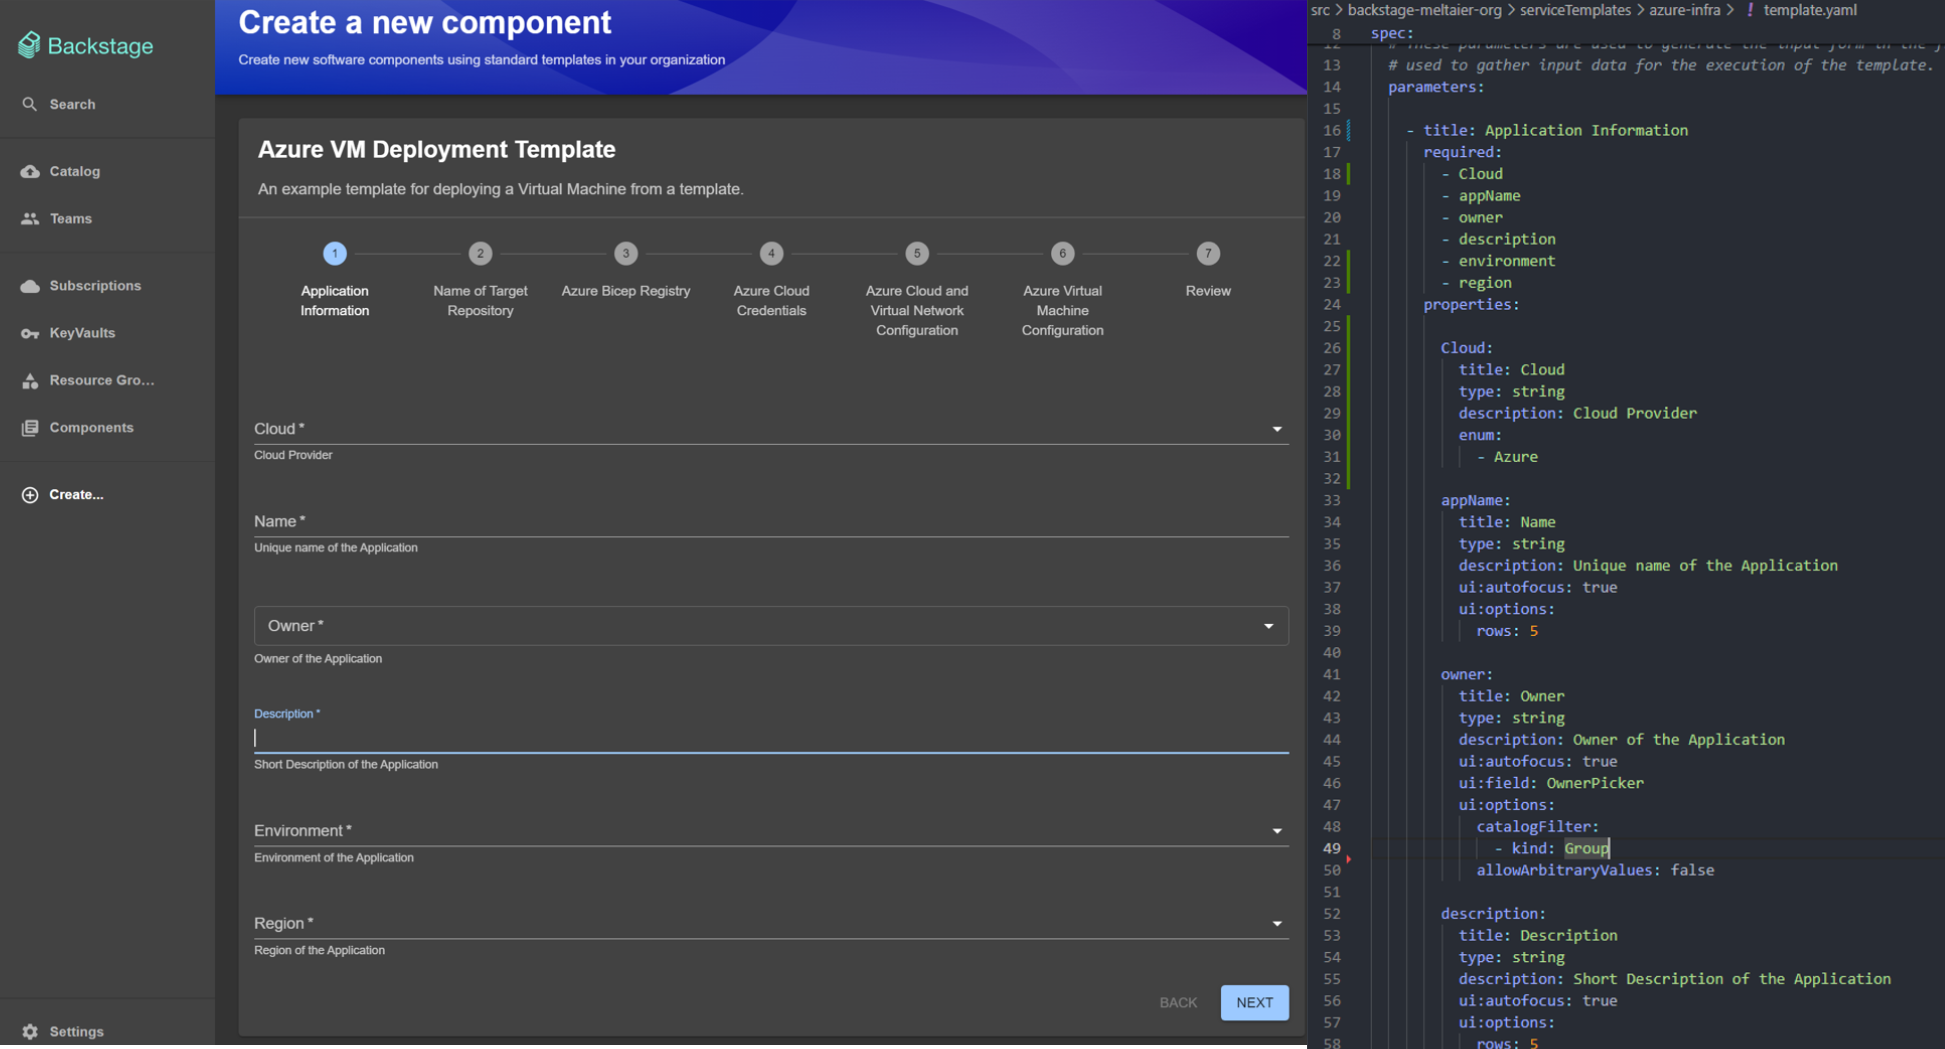 Backstage
Search
Catalog
Teams
Subscriptions
KeyVaults
Resource Gro...
Components
Create...
Settings
Create a new component
Create new software components using standard templates in your organization
Azure VM Deployment Template
An example template for deploying a Virtual Machine from a template.
1
2
3
4
5
6
7
Application
Information
Name of Target
Repository
Azure Bicep Registry
Azure Cloud
Credentials
Azure Cloud and
Virtual Network
Configuration
Azure Virtual
Machine
Configuration
Review
Cloud *
Cloud Provider
Name *
Unique name of the Application
Owner *
Owner of the Application
Description *
Short Description of the Application
Environment *
Environment of the Application
Region *
Region of the Application
BACK
NEXT
src > backstage-meltaier-org > serviceTemplates > azure-infra > ! template.yaml
8 spec:
12 # These parameters are used to generate the input form in the f
13 # used to gather input data for the execution of the template.
14 parameters:
15
16 - title: Application Information
17 required:
18 - Cloud
19 - appName
20 - owner
21 - description
22 - environment
23 - region
24 properties:
25
26 Cloud:
27 title: Cloud
28 type: string
29 description: Cloud Provider
30 enum:
31 - Azure
32
33 appName:
34 title: Name
35 type: string
36 description: Unique name of the Application
37 ui:autofocus: true
38 ui:options:
39 rows: 5
40
41 owner:
42 title: Owner
43 type: string
44 description: Owner of the Application
45 ui:autofocus: true
46 ui:field: OwnerPicker
47 ui:options:
48 catalogFilter:
49 - kind: Group
50 allowArbitraryValues: false
51
52 description:
53 title: Description
54 type: string
55 description: Short Description of the Application
56 ui:autofocus: true
57 ui:options:
58 rows: 5